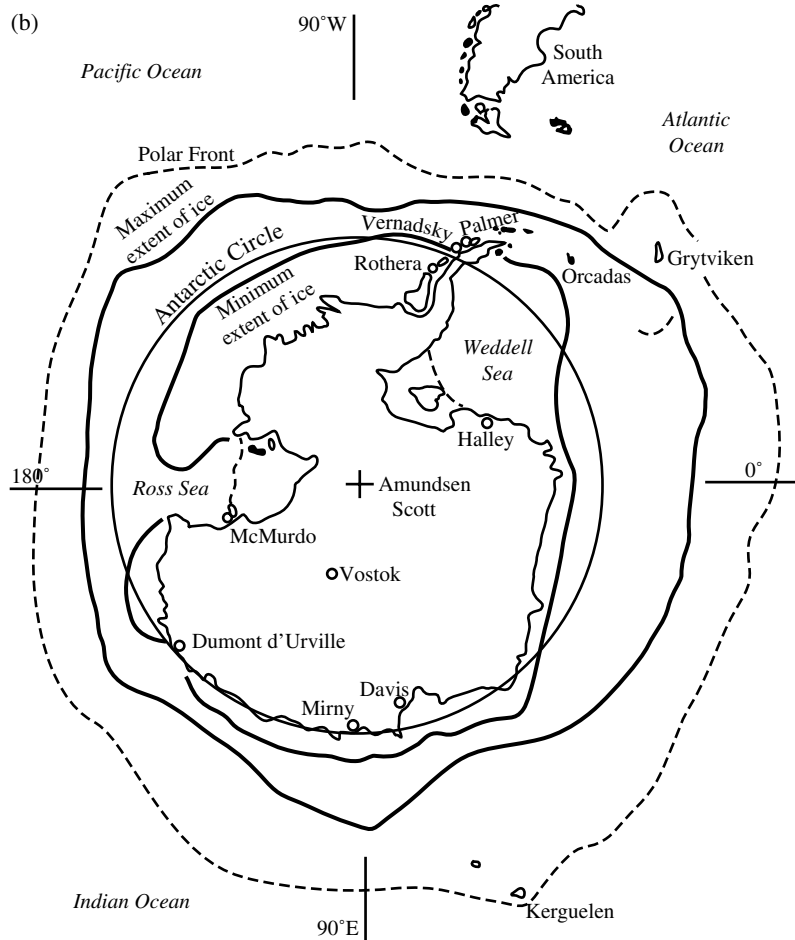 (b)
90˚W
Pacific Ocean
South
America
Atlantic
Ocean
Polar Front
Maximum
extent of ice
Antarctic Circle
Minimum
extent of ice
Vernadsky
Palmer
Rothera
Orcadas
Grytviken
Weddell
Sea
Halley
180˚
Ross Sea
0˚
Amundsen
Scott
McMurdo
Vostok
Dumont d'Urville
Davis
Mirny
Indian Ocean
90˚E
Kerguelen